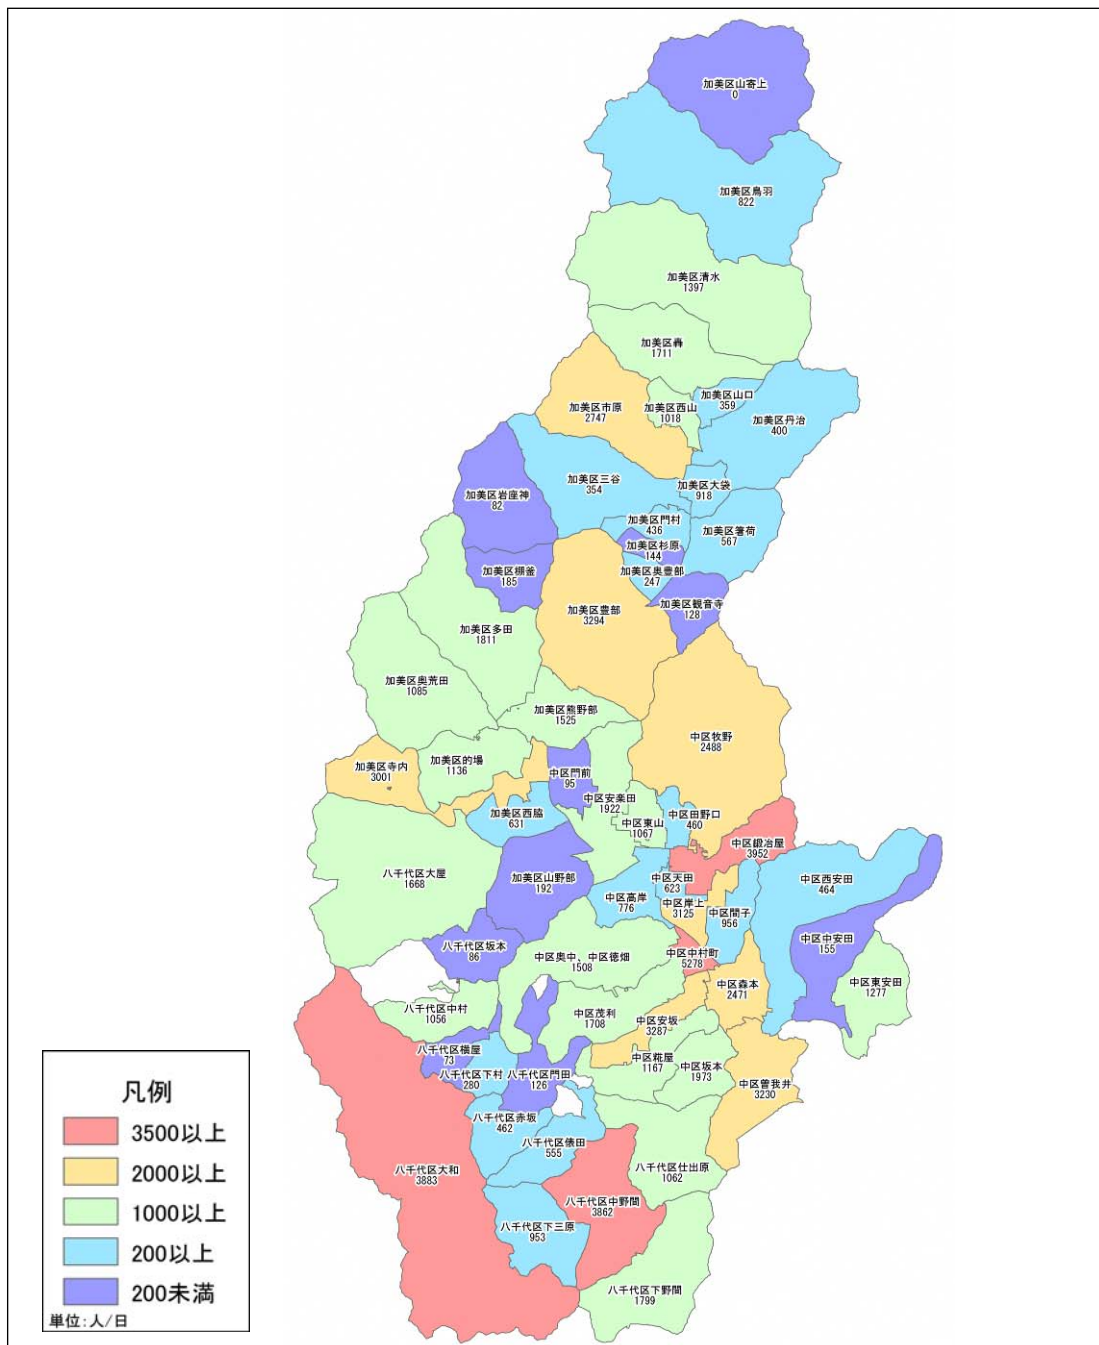 加美区山寄上
0
加美区鳥羽
822
加美区清水
1397
加美区轟
1711
加美区山口
359
加美区市原
2747
加美区西山
1018
加美区丹治
400
加美区三谷
354
加美区大袋
918
加美区岩座神
82
加美区門村
436
加美区箸荷
567
加美区杉原
144
加美区棚釜
185
加美区奥豊部
247
加美区豊部
3294
加美区観音寺
128
加美区多田
1811
加美区奥荒田
1085
加美区熊野部
1525
中区牧野
2488
加美区寺内
3001
加美区的場
1136
中区門前
95
中区安楽田
1922
加美区西脇
631
中区東山
1067
中区田野口
460
中区鍛冶屋
3952
八千代区大屋
1668
加美区山野部
192
中区天田
623
中区西安田
464
中区高岸
776
中区岸上
3125
中区間子
956
八千代区坂本
86
中区奥中、中区徳畑
1508
中区中村町
5278
中区中安田
155
中区森本
2471
中区東安田
1277
八千代区中村
1056
中区茂利
1708
中区安坂
3287
八千代区横屋
73
八千代区下村
280
八千代区門田
126
中区糀屋
1167
中区坂本
1973
中区曽我井
3230
八千代区赤坂
462
八千代区俵田
555
八千代区大和
3883
八千代区仕出原
1062
八千代区中野間
3862
八千代区下三原
953
八千代区下野間
1799
凡例
3500以上
2000以上
1000以上
200以上
200未満
単位:人/日